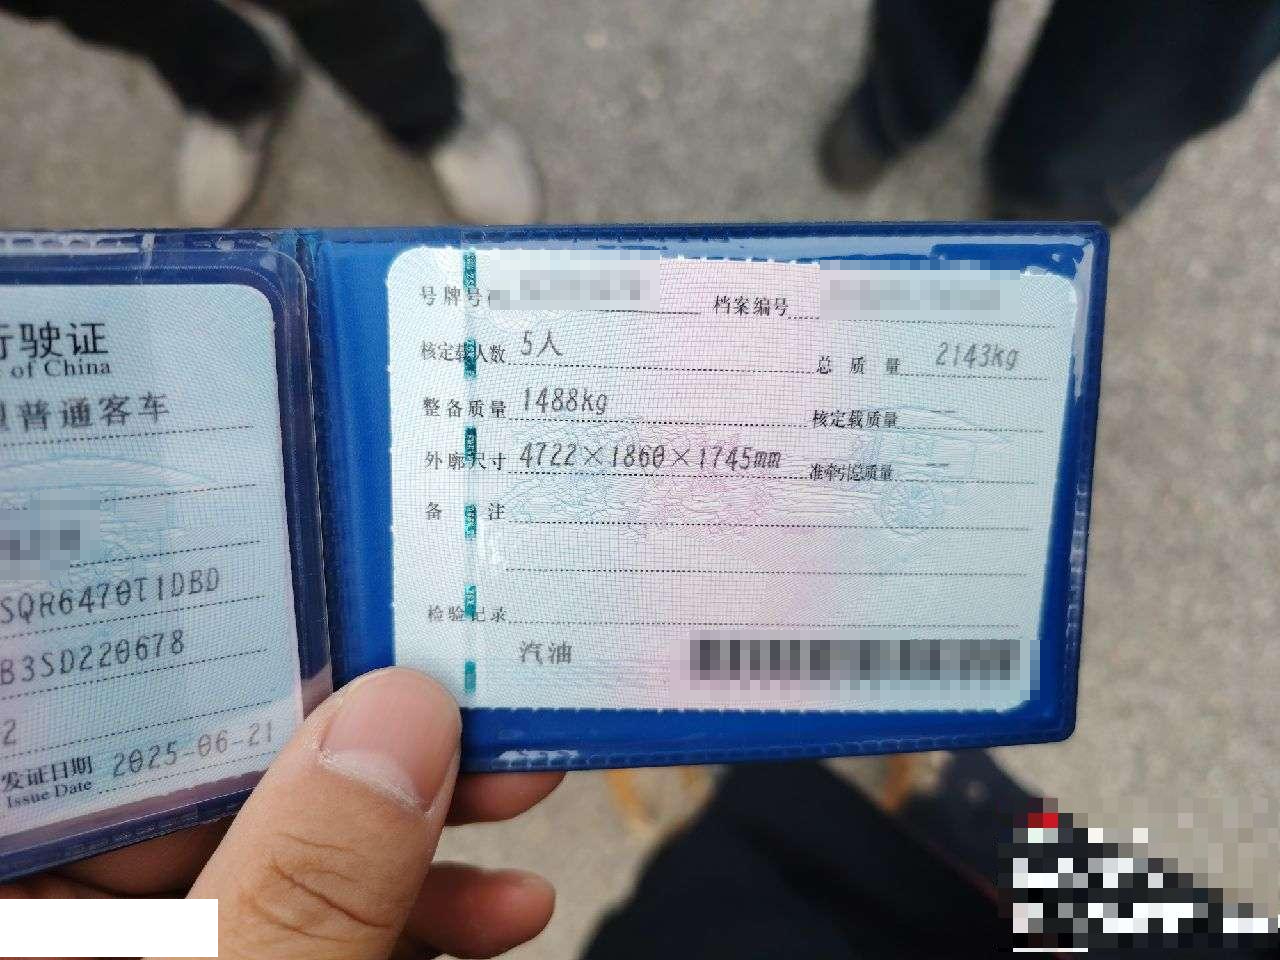 行驶证
of China
普通客车
SQR6470T1DBD
B3SD220678
2
发证日期 2025-06-21
Issue Date
号牌号
档案编号
核定载人数 5人
总质量 2143kg
整备质量 1488kg
核定载质量 --
外廓尺寸 4722×1860×1745mm
准牵引总质量 --
备注
检验记录
汽油